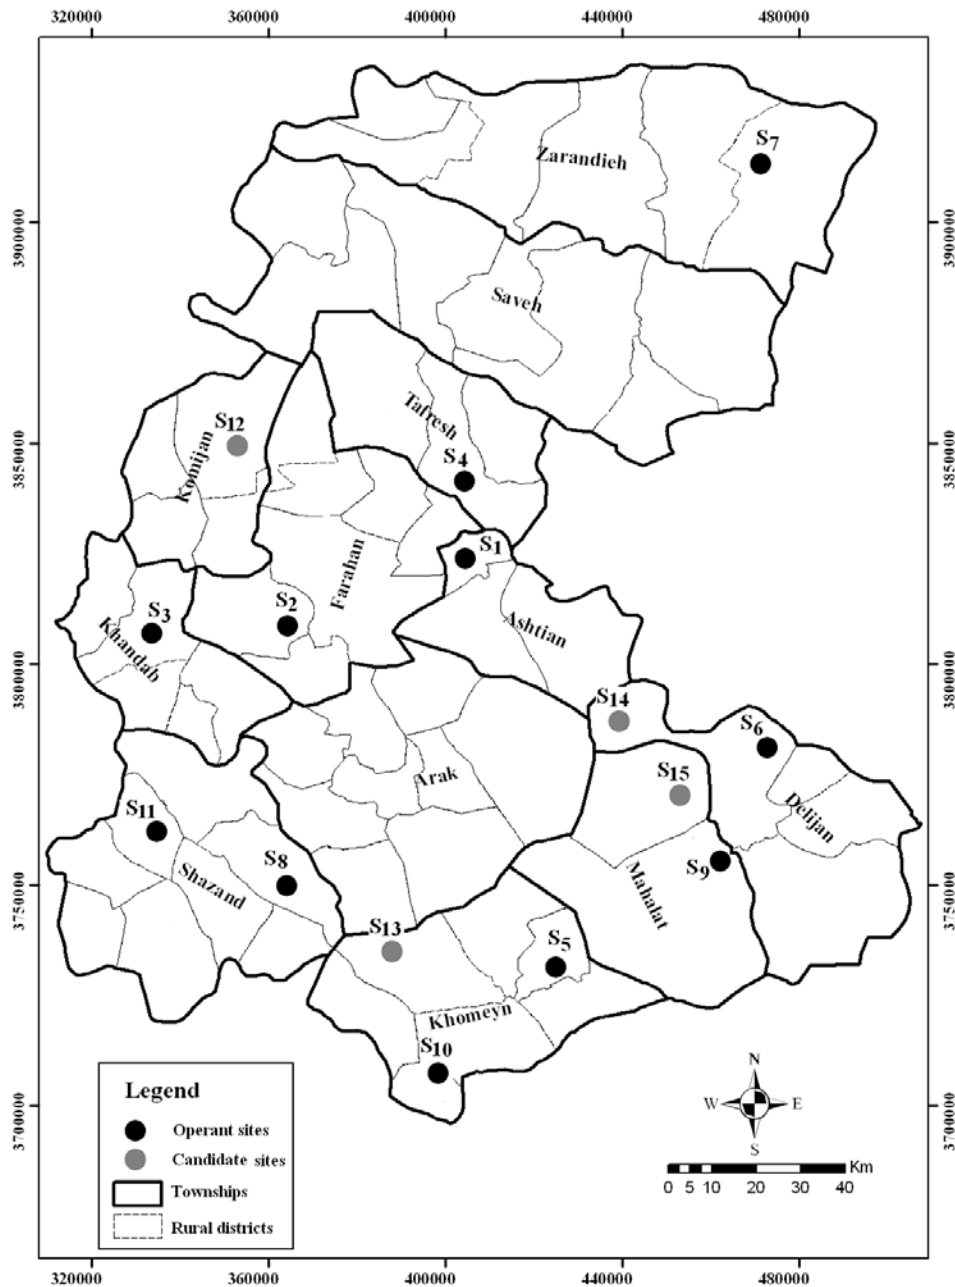 320000 360000 400000 440000 480000
S7
Zarandieh
3900000 3900000
Saveh
Tafresh
S12
3850000 3850000
Komijan
S4
S1
Farahan
S2
S3
Ashtian
Khandab
3800000 3800000
S14
S6
S15
Arak
Delijan
S11
S8
S9
Shazand
Mahalat
3750000 3750000
S13
S5
Khomeyn
S10
Legend
Operant sites
Candidate sites
Townships
Rural districts
N
W E
S
3700000 3700000
Km
0 5 10 20 30 40
320000 360000 400000 440000 480000